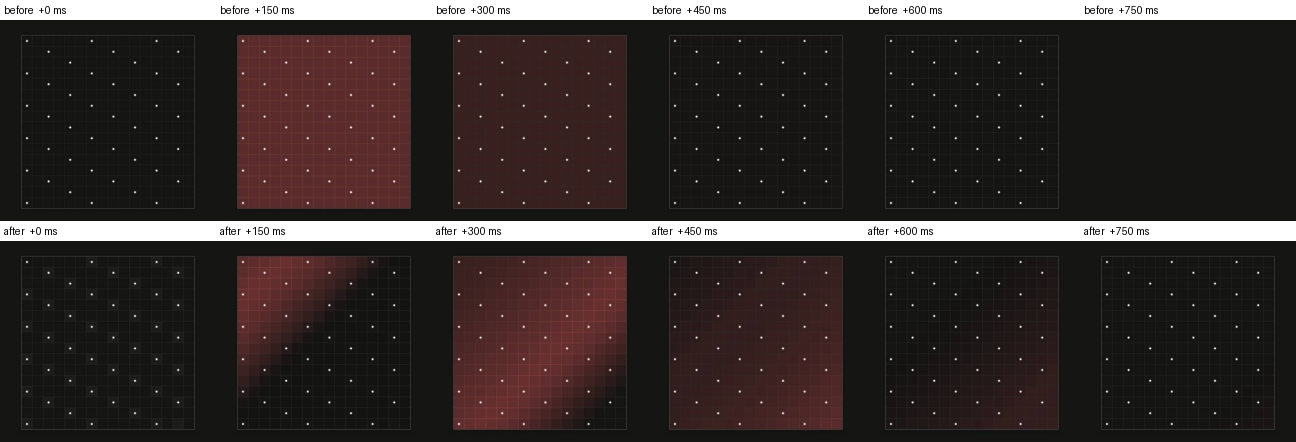 before +0 ms
before +150 ms
before +300 ms
before +450 ms
before +600 ms
before +750 ms
after +0 ms
after +150 ms
after +300 ms
after +450 ms
after +600 ms
after +750 ms